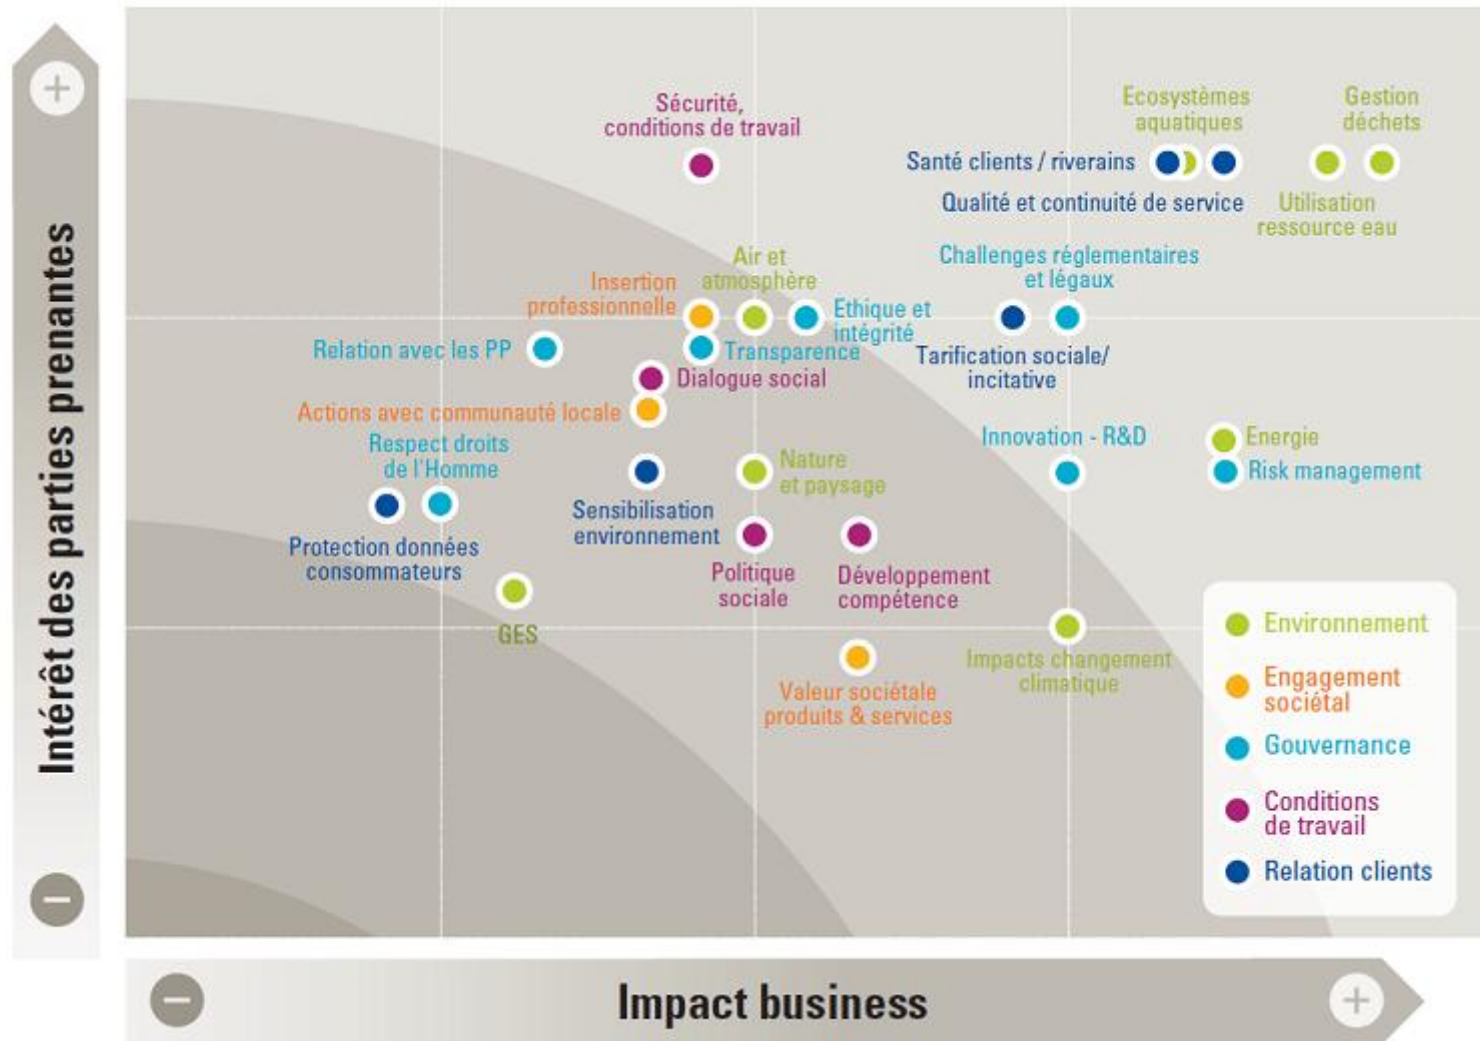 Intérêt des parties prenantes
Sécurité,
conditions de travail
Ecosystèmes
aquatiques
Gestion
déchets
Santé clients / riverains
Qualité et continuité de service
Utilisation
ressource eau
Air et
atmosphère
Challenges réglementaires
et légaux
Insertion
professionnelle
Ethique et
intégrité
Relation avec les PP
Transparence
Tarification sociale/
incitative
Dialogue social
Actions avec communauté locale
Respect droits
de l'Homme
Innovation - R&D
Energie
Nature
et paysage
Risk management
Sensibilisation
environnement
Protection données
consommateurs
Politique
sociale
Développement
compétence
GES
Impacts changement
climatique
Valeur sociétale
produits & services
Environnement
Engagement
sociétal
Gouvernance
Conditions
de travail
Relation clients
Impact business